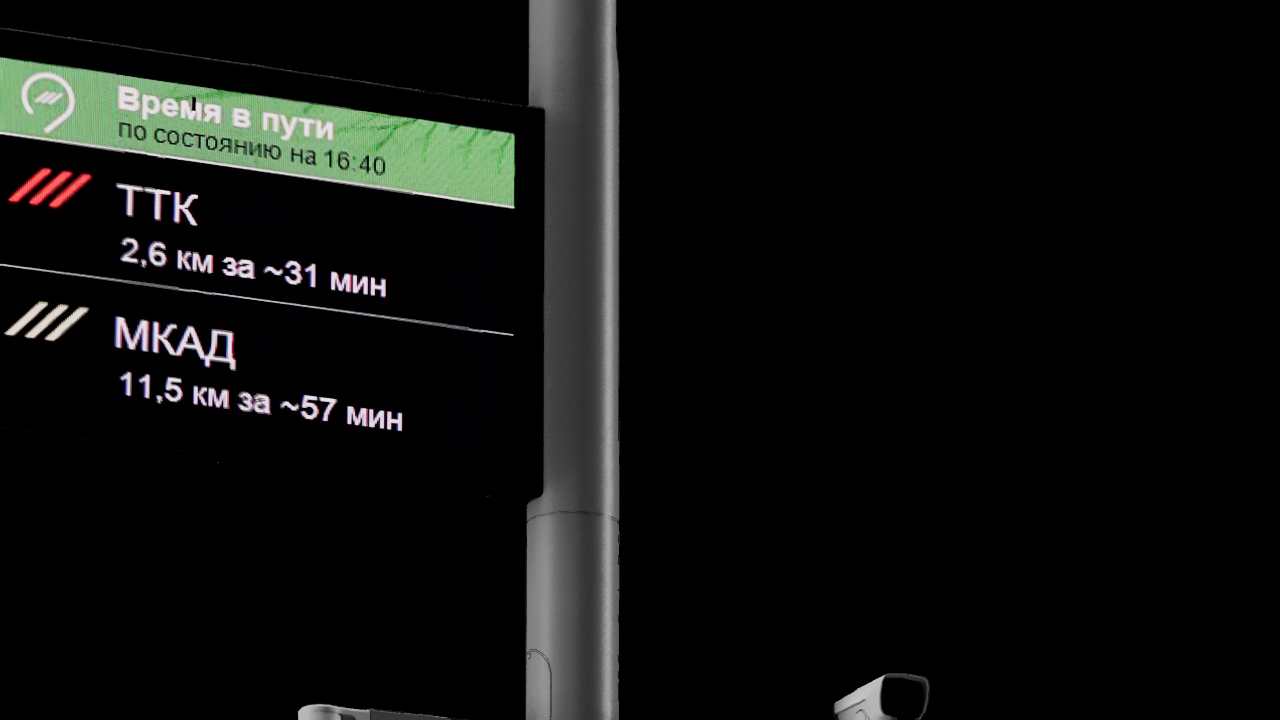 Время в пути
по состоянию на 16:40
ТТК
2,6 км за ~31 мин
МКАД
11,5 км за ~57 мин